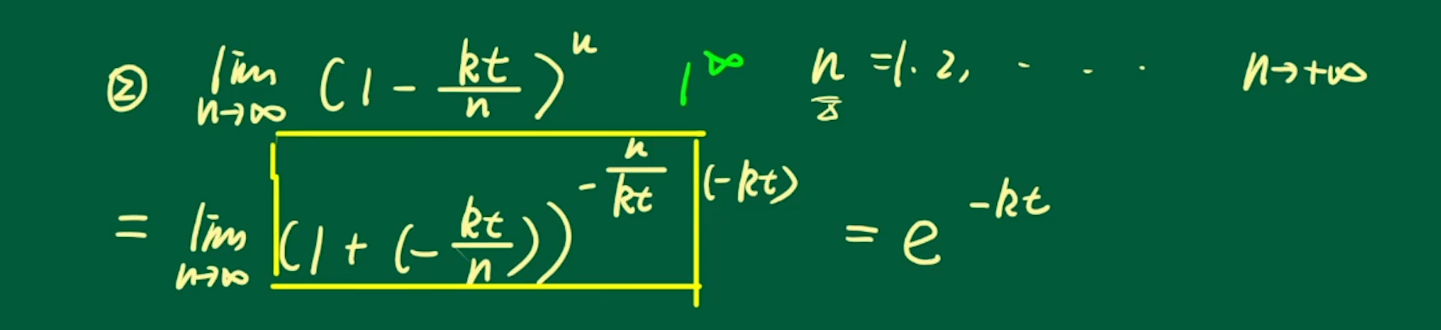 ② lim_{n→∞} (1 - kt/n)^n 1^∞ n = 1. 2, · · · n→+∞
= lim_{n→∞} (1 + (- kt/n))^{- n/kt (-kt)} = e^{-kt}